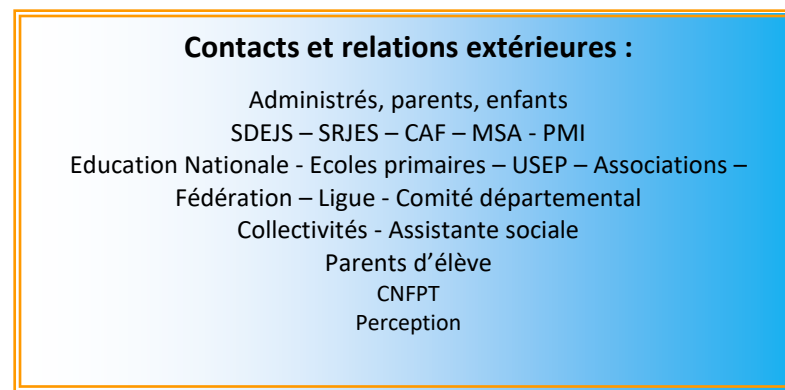 Contacts et relations extérieures :
Administrés, parents, enfants
SDEJS – SRJES – CAF – MSA - PMI
Education Nationale - Ecoles primaires – USEP – Associations –
Fédération – Ligue - Comité départemental
Collectivités - Assistante sociale
Parents d’élève
CNFPT
Perception